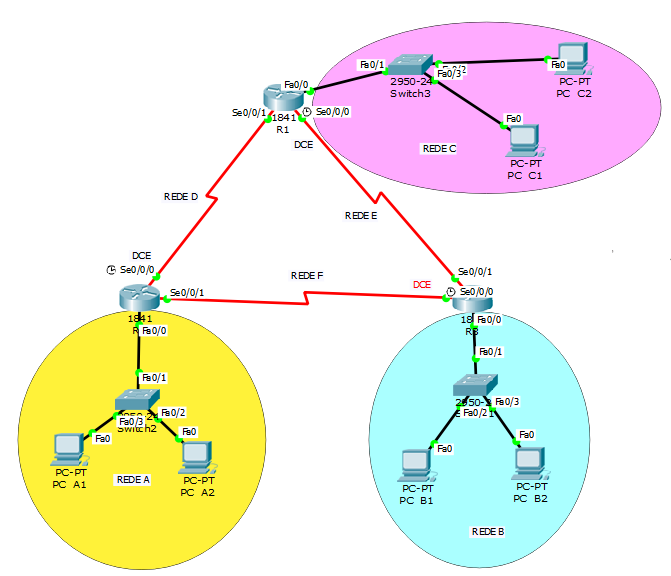 Fa0/1
2950-24
Switch3
Fa0/3
Fa0
PC-PT
PC C2
Fa0/0
Se0/0/1
1841
R1
Se0/0/0
DCE
REDE C
Fa0
PC-PT
PC C1
REDE D
REDE E
DCE
Se0/0/0
Se0/0/1
1841
Fa0/0
REDE F
DCE
Se0/0/1
Se0/0/0
Fa0/0
Fa0/1
Fa0/3
Fa0/2
Switch2
Fa0
Fa0
PC-PT
PC A1
PC-PT
PC A2
REDE A
Fa0/1
Fa0/3
Fa0/2
Fa0
Fa0
PC-PT
PC B1
PC-PT
PC B2
REDE B